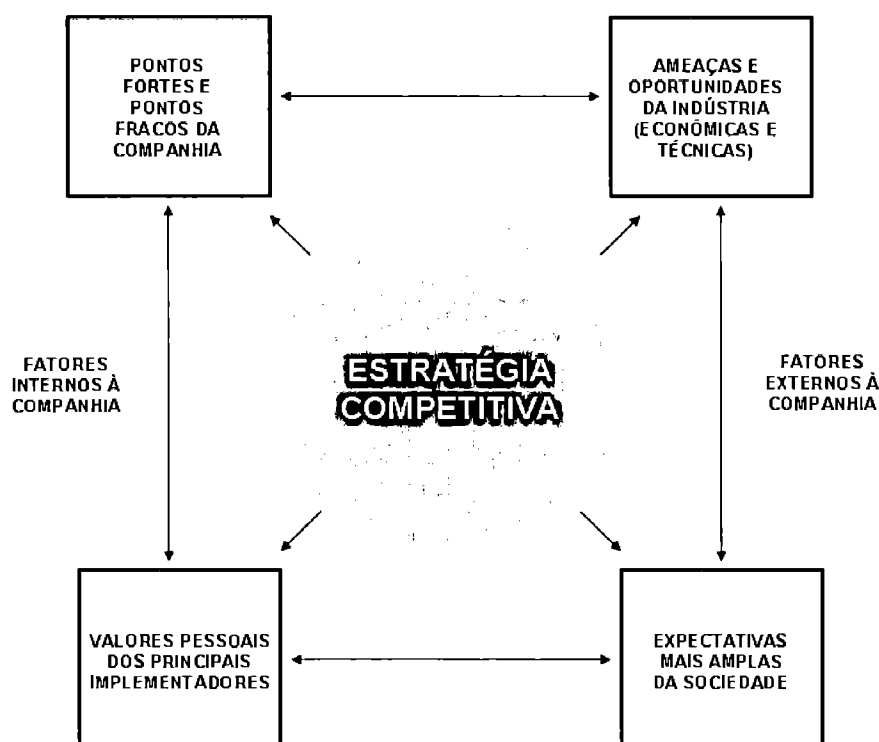 PONTOS
FORTES E
PONTOS
FRACOS DA
COMPANHIA
AMEAÇAS E
OPORTUNIDADES
DA INDÚSTRIA
(ECONÔMICAS E
TÉCNICAS)
FATORES
INTERNOS À
COMPANHIA
ESTRATÉGIA
COMPETITIVA
FATORES
EXTERNOS À
COMPANHIA
VALORES PESSOAIS
DOS PRINCIPAIS
IMPLEMENTADORES
EXPECTATIVAS
MAIS AMPLAS
DA SOCIEDADE